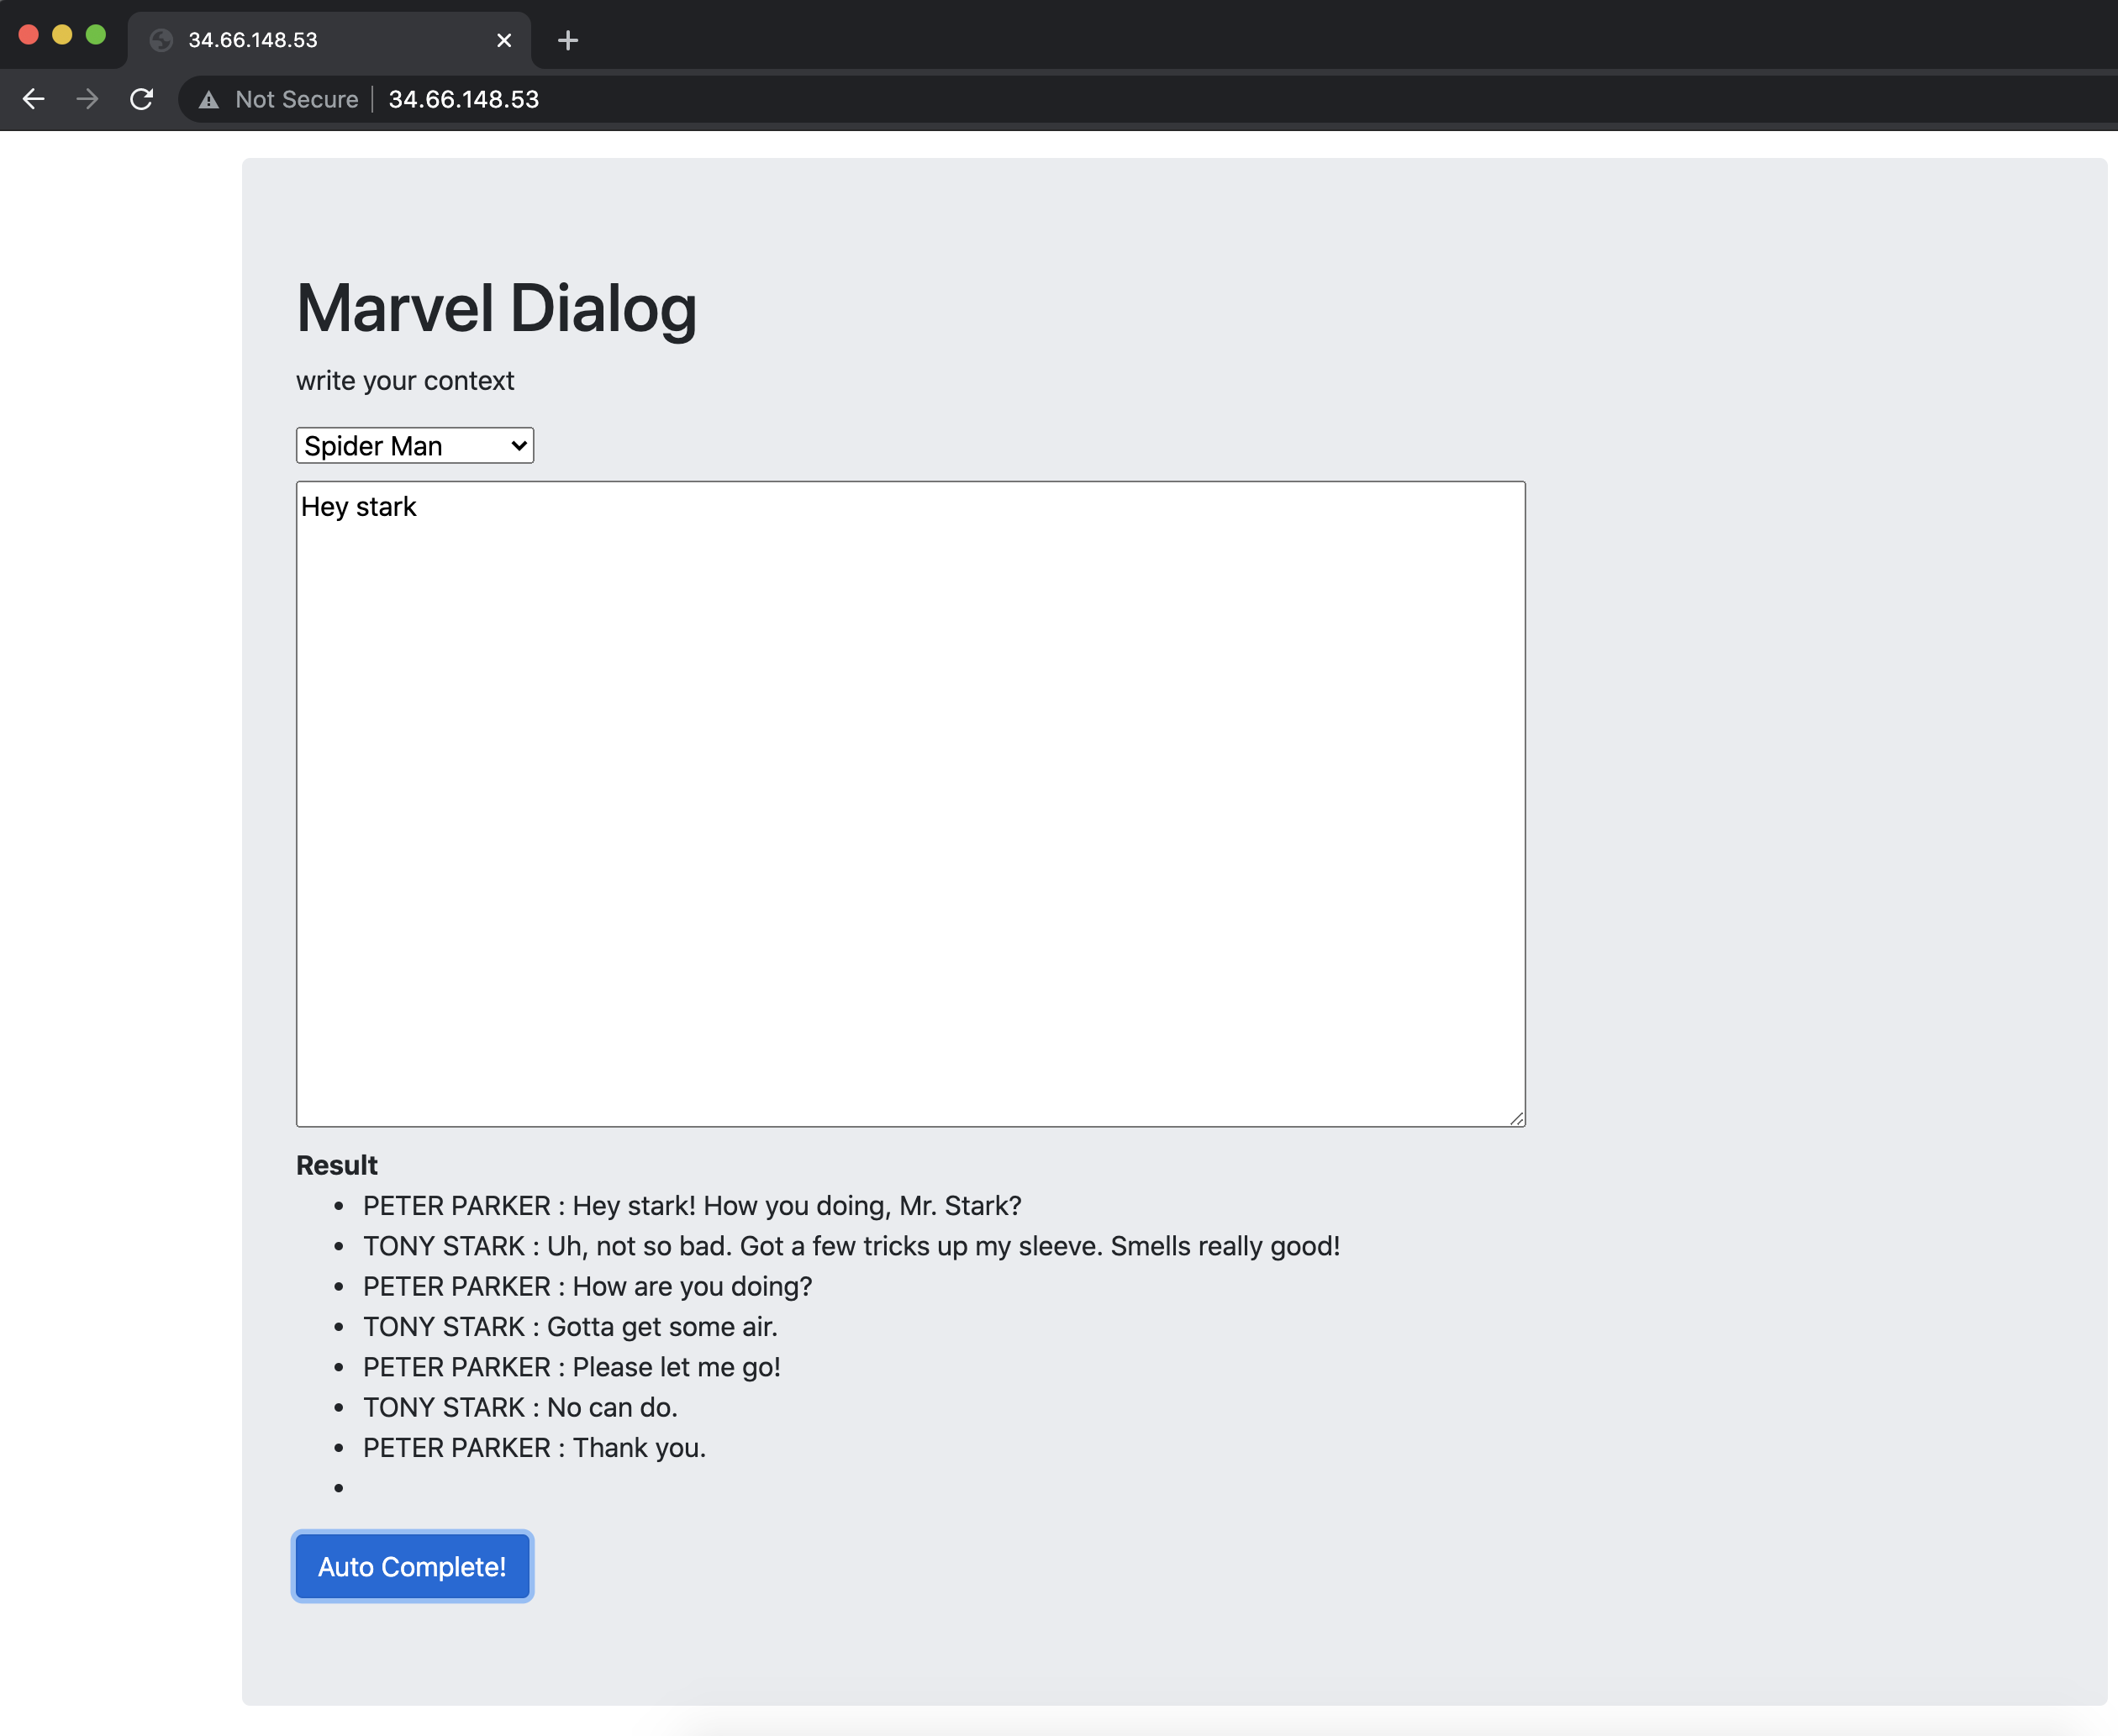 34.66.148.53
Not Secure 34.66.148.53
Marvel Dialog
write your context
Spider Man
Hey stark
Result
PETER PARKER : Hey stark! How you doing, Mr. Stark?
TONY STARK : Uh, not so bad. Got a few tricks up my sleeve. Smells really good!
PETER PARKER : How are you doing?
TONY STARK : Gotta get some air.
PETER PARKER : Please let me go!
TONY STARK : No can do.
PETER PARKER : Thank you.
Auto Complete!